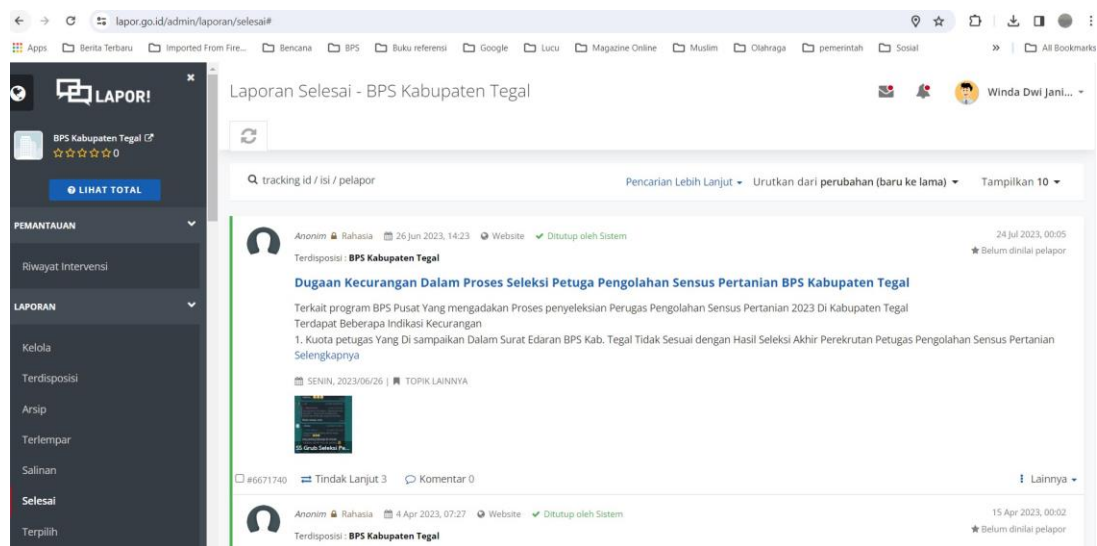 lapor.go.id/admin/laporan/selesai#
Apps Berita Terbaru Imported From Fire... Bencana BPS Buku referensi Google Lucu Magazine Online Muslim Olahraga pemerintah Sosial » All Bookmarks
LAPOR! ×
Laporan Selesai - BPS Kabupaten Tegal
Winda Dwi Jani...
BPS Kabupaten Tegal
0
LIHAT TOTAL
tracking id / isi / pelapor
Pencarian Lebih Lanjut Urutkan dari perubahan (baru ke lama) Tampilkan 10
PEMANTAUAN
Riwayat Intervensi
LAPORAN
Kelola
Terdisposisi
Arsip
Terlempar
Salinan
Selesai
Terpilih
Anonim Rahasia 26 Jun 2023, 14:23 Website Ditutup oleh Sistem
24 Jul 2023, 00:05
Belum dinilai pelapor
Terdisposisi : BPS Kabupaten Tegal
Dugaan Kecurangan Dalam Proses Seleksi Petuga Pengolahan Sensus Pertanian BPS Kabupaten Tegal
Terkait program BPS Pusat Yang mengadakan Proses penyeleksian Perugas Pengolahan Sensus Pertanian 2023 Di Kabupaten Tegal
Terdapat Beberapa Indikasi Kecurangan
1. Kuota petugas Yang Di sampaikan Dalam Surat Edaran BPS Kab. Tegal Tidak Sesuai dengan Hasil Seleksi Akhir Perekrutan Petugas Pengolahan Sensus Pertanian
Selengkapnya
SENIN, 2023/06/26 | TOPIK LAINNYA
SS Grub Seleksi Pe...
#6671740 Tindak Lanjut 3 Komentar 0
Lainnya
Anonim Rahasia 4 Apr 2023, 07:27 Website Ditutup oleh Sistem
15 Apr 2023, 00:02
Belum dinilai pelapor
Terdisposisi : BPS Kabupaten Tegal